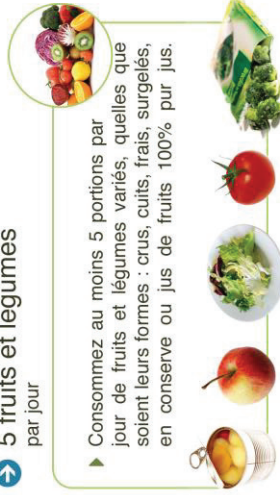 5 fruits et légumes
par jour
Consommez au moins 5 portions par
jour de fruits et légumes variés, quelles que
soient leurs formes : crus, cuits, frais, surgelés,
en conserve ou jus de fruits 100% pur jus.